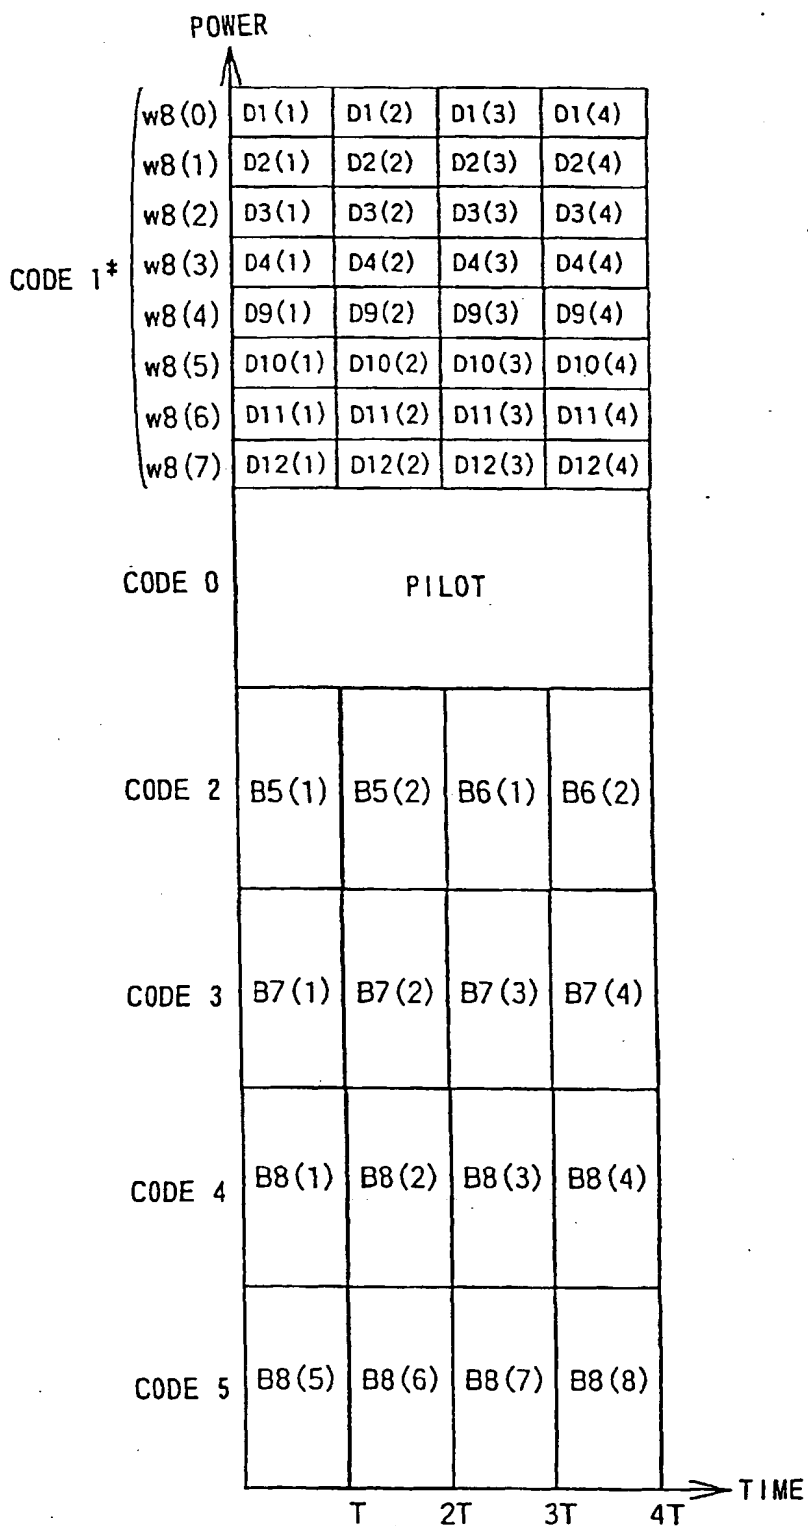 POWER
w8(0) D1(1) D1(2) D1(3) D1(4)
w8(1) D2(1) D2(2) D2(3) D2(4)
w8(2) D3(1) D3(2) D3(3) D3(4)
CODE 1‡ w8(3) D4(1) D4(2) D4(3) D4(4)
w8(4) D9(1) D9(2) D9(3) D9(4)
w8(5) D10(1) D10(2) D10(3) D10(4)
w8(6) D11(1) D11(2) D11(3) D11(4)
w8(7) D12(1) D12(2) D12(3) D12(4)
CODE 0 PILOT
CODE 2 B5(1) B5(2) B6(1) B6(2)
CODE 3 B7(1) B7(2) B7(3) B7(4)
CODE 4 B8(1) B8(2) B8(3) B8(4)
CODE 5 B8(5) B8(6) B8(7) B8(8)
TIME
T 2T 3T 4T